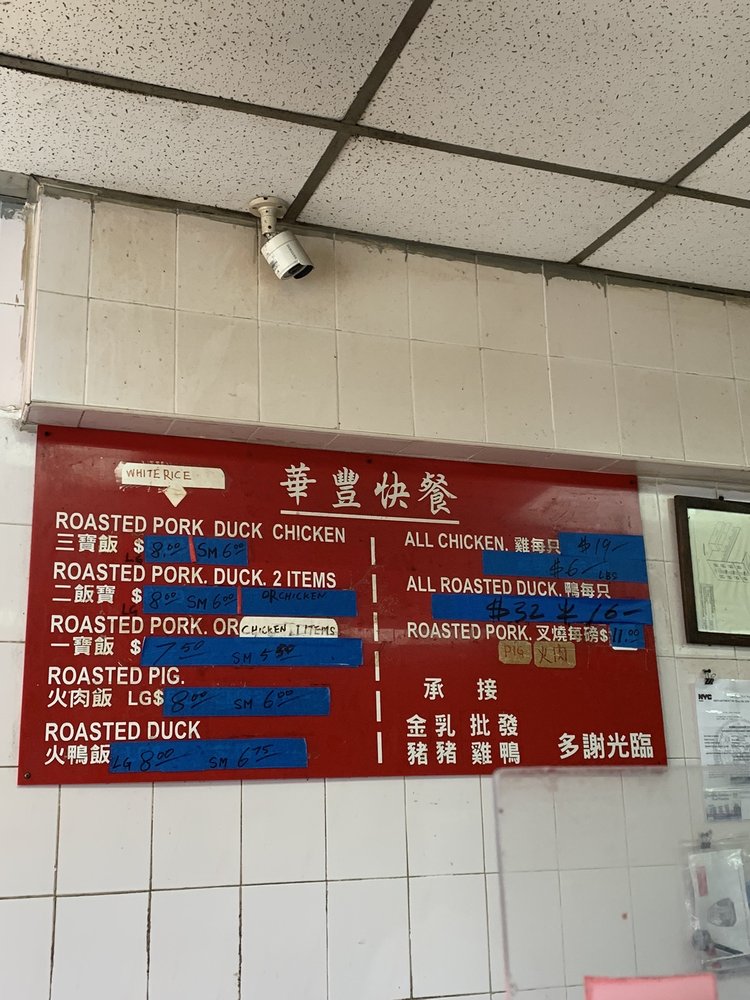 WHITE RICE
華豐快餐
ROASTED PORK DUCK CHICKEN
三寶飯 $ LG 8.00 SM 6.00
ROASTED PORK. DUCK. 2 ITEMS
二飯寶 $ LG 8.00 SM 6.00 OR CHICKEN
ROASTED PORK. OR CHICKEN 1 ITEMS
一寶飯 $ 7.50 SM 5.50
ROASTED PIG.
火肉飯 LG$ 8.00 SM 6.00
ROASTED DUCK
火鴨飯 LG 8.00 SM 6.75
ALL CHICKEN. 雞每只 $19-
$6- LBS
ALL ROASTED DUCK. 鴨每只
$32 半 16-
ROASTED PORK. 叉燒每磅$11.00
PIG 火肉
承 接
金乳 批發
豬豬 雞鴨
多謝光臨
NYC